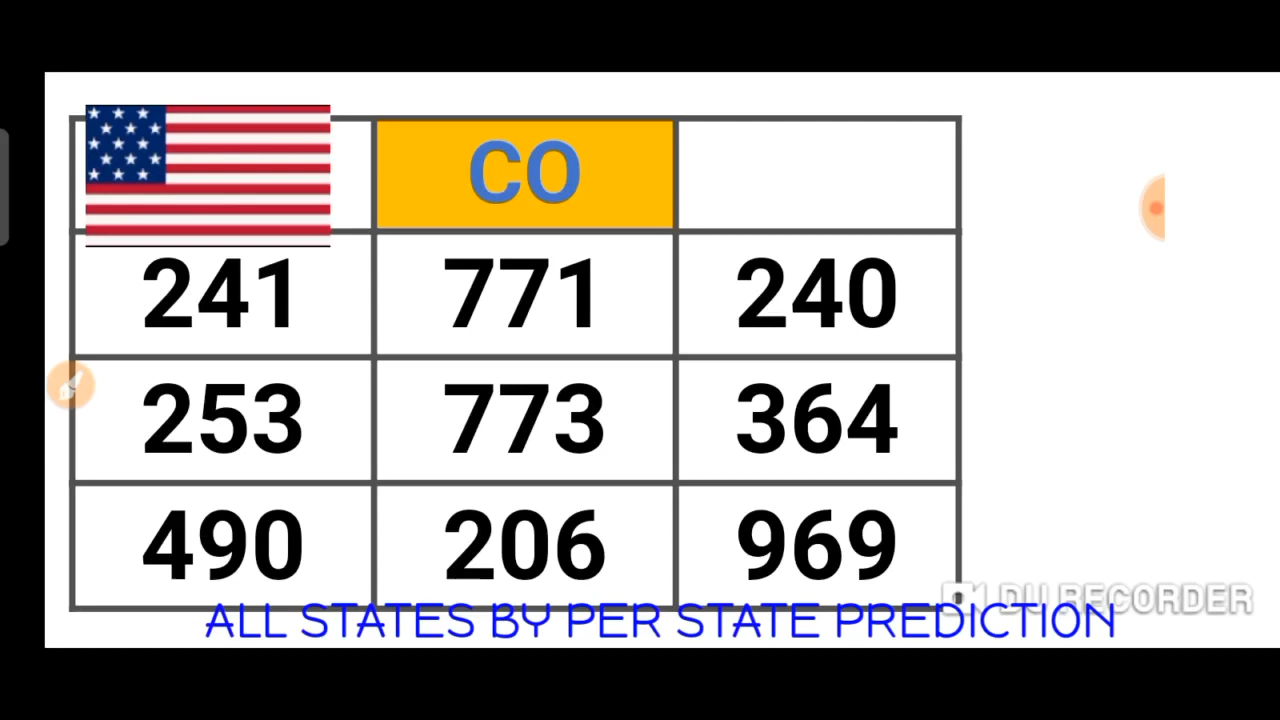 CO
241 771 240
253 773 364
490 206 969
DU RECORDER
ALL STATES BY PER STATE PREDICTION